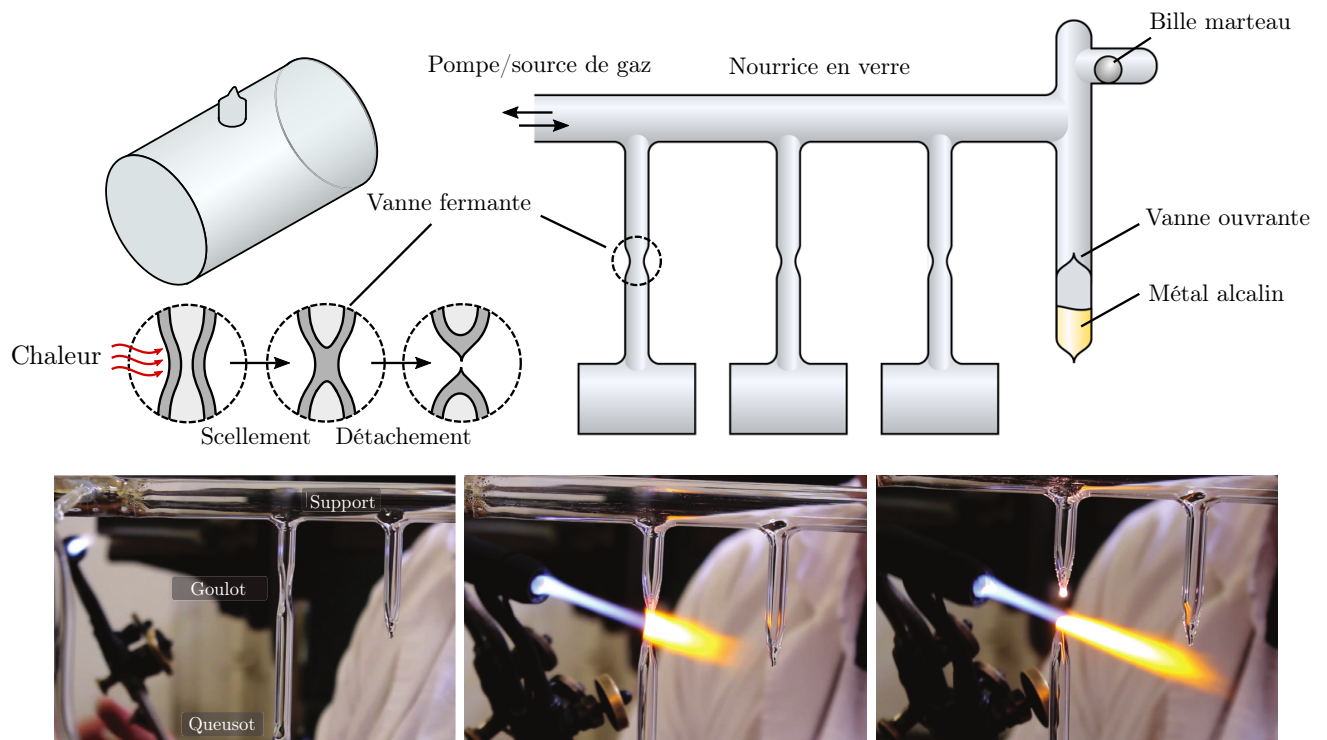 Bille marteau
Pompe/source de gaz
Nourrice en verre
Vanne fermante
Vanne ouvrante
Métal alcalin
Chaleur
Scellement
Détachement
Support
Goulot
Queusot